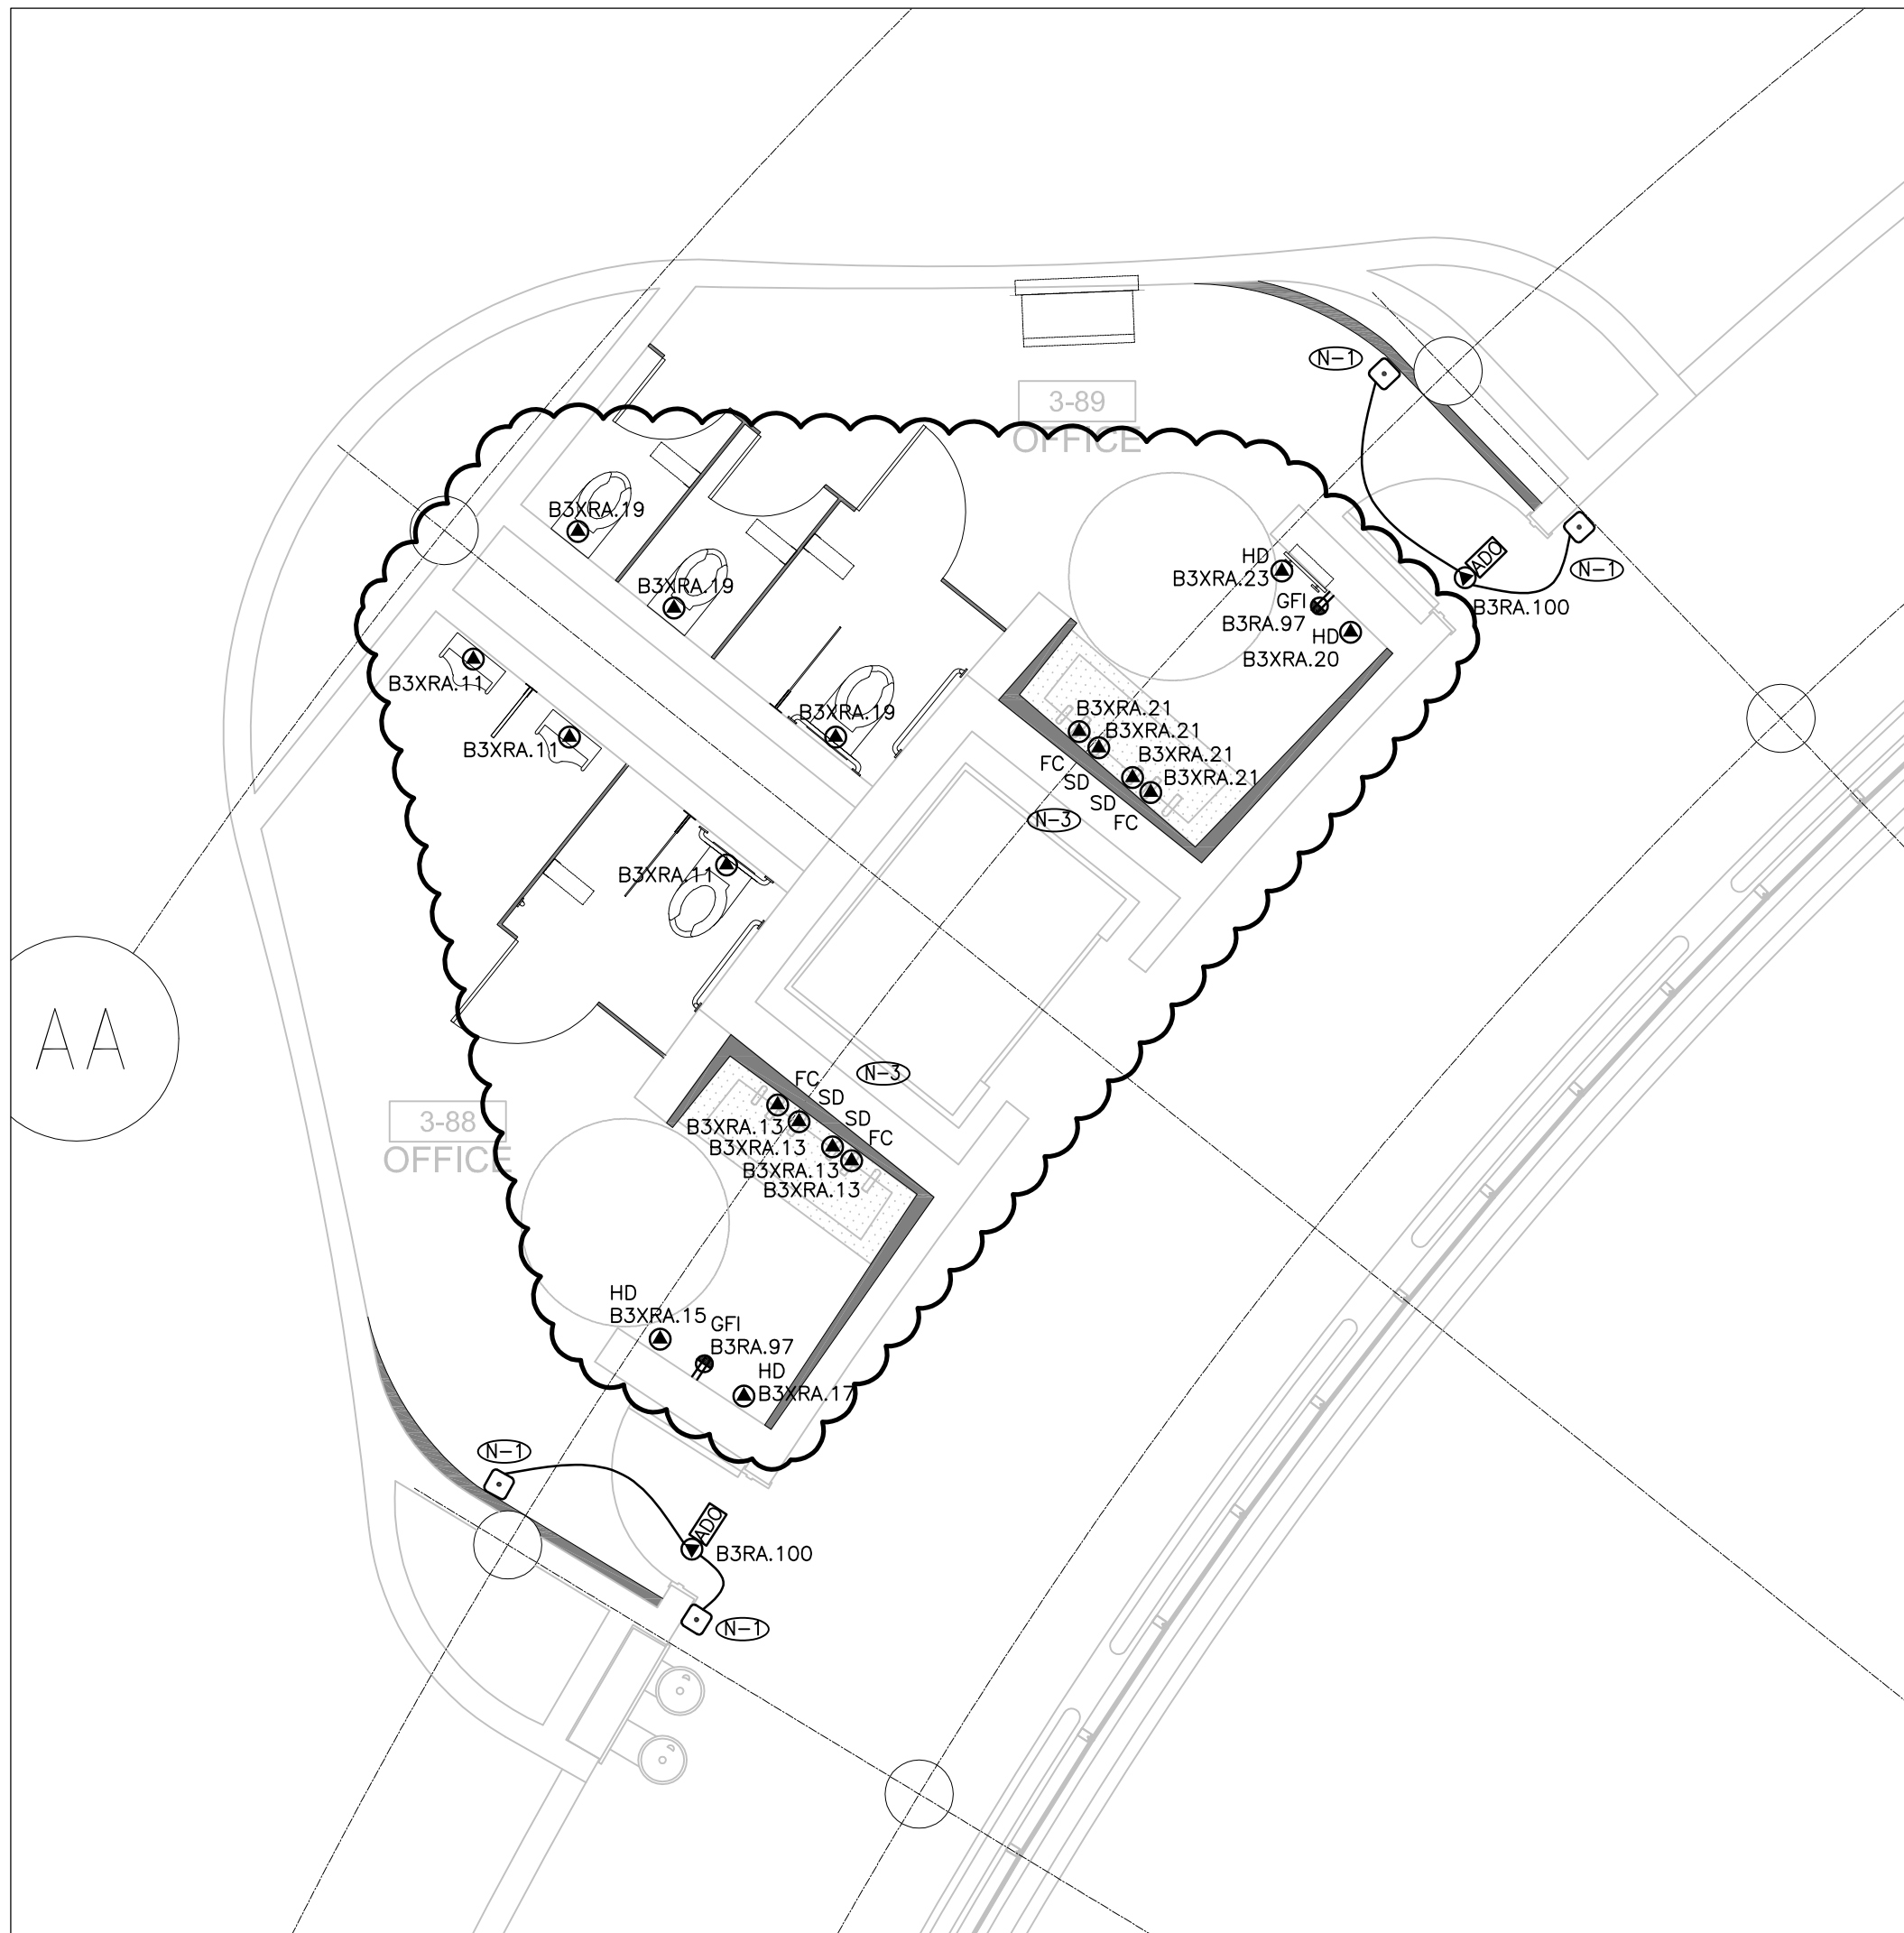 N-1
3-89
OFFICE
B3XRA.19
HD
B3XRA.23
ADO
N-1
B3XRA.19
GFI
B3RA.97
B3RA.100
HD
B3XRA.20
B3XRA.11
B3XRA.19
B3XRA.21
B3XRA.21
B3XRA.11
B3XRA.21
B3XRA.21
FC
SD
SD
FC
N-3
B3XRA.11
AA
N-3
FC
SD
SD
FC
3-88
OFFICE
B3XRA.13
B3XRA.13
B3XRA.13
B3XRA.13
HD
B3XRA.15
GFI
B3RA.97
HD
B3XRA.17
N-1
ADO
B3RA.100
N-1